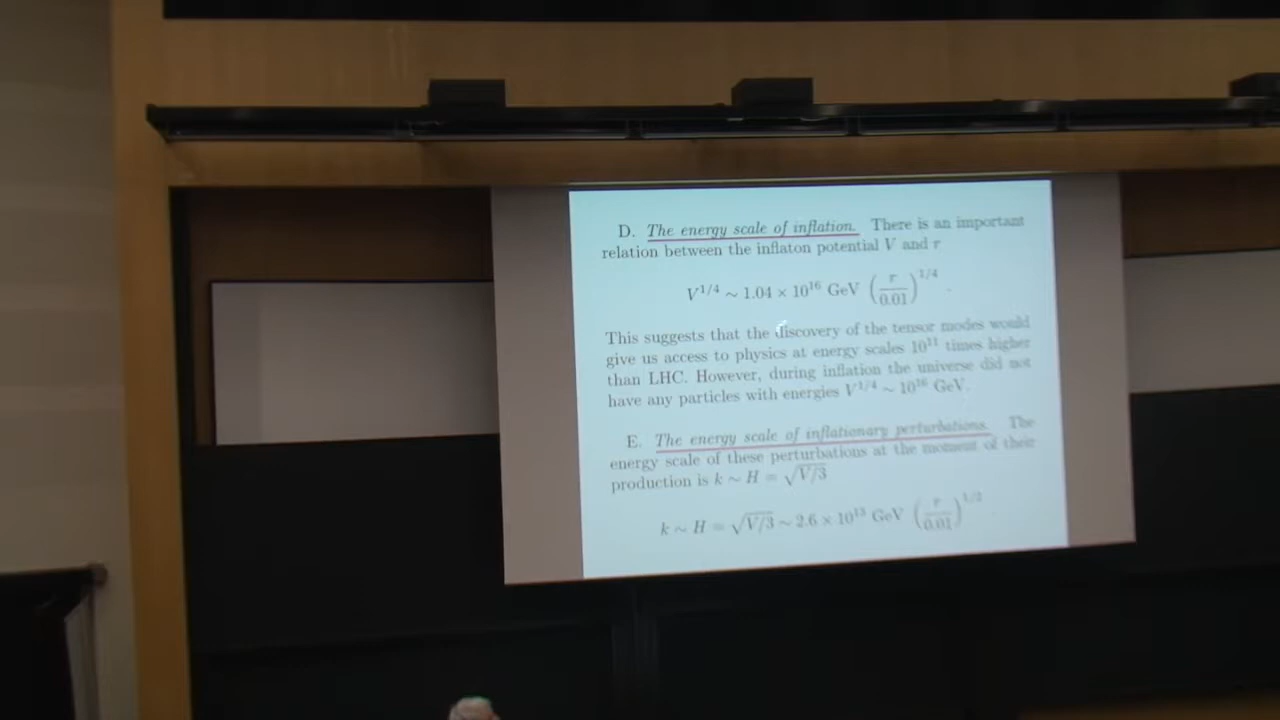 D. The energy scale of inflation. There is an important
relation between the inflaton potential V and r
V^{1/4} ∼ 1.04 × 10^{16} GeV (r/0.01)^{1/4} .
This suggests that the discovery of the tensor modes would
give us access to physics at energy scales 10^{11} times higher
than LHC. However, during inflation the universe did not
have any particles with energies V^{1/4} ∼ 10^{16} GeV.
E. The energy scale of inflationary perturbations. The
energy scale of these perturbations at the moment of their
production is k ∼ H = √(V/3)
k ∼ H = √(V/3) ∼ 2.6 × 10^{13} GeV (r/0.01)^{1/2}